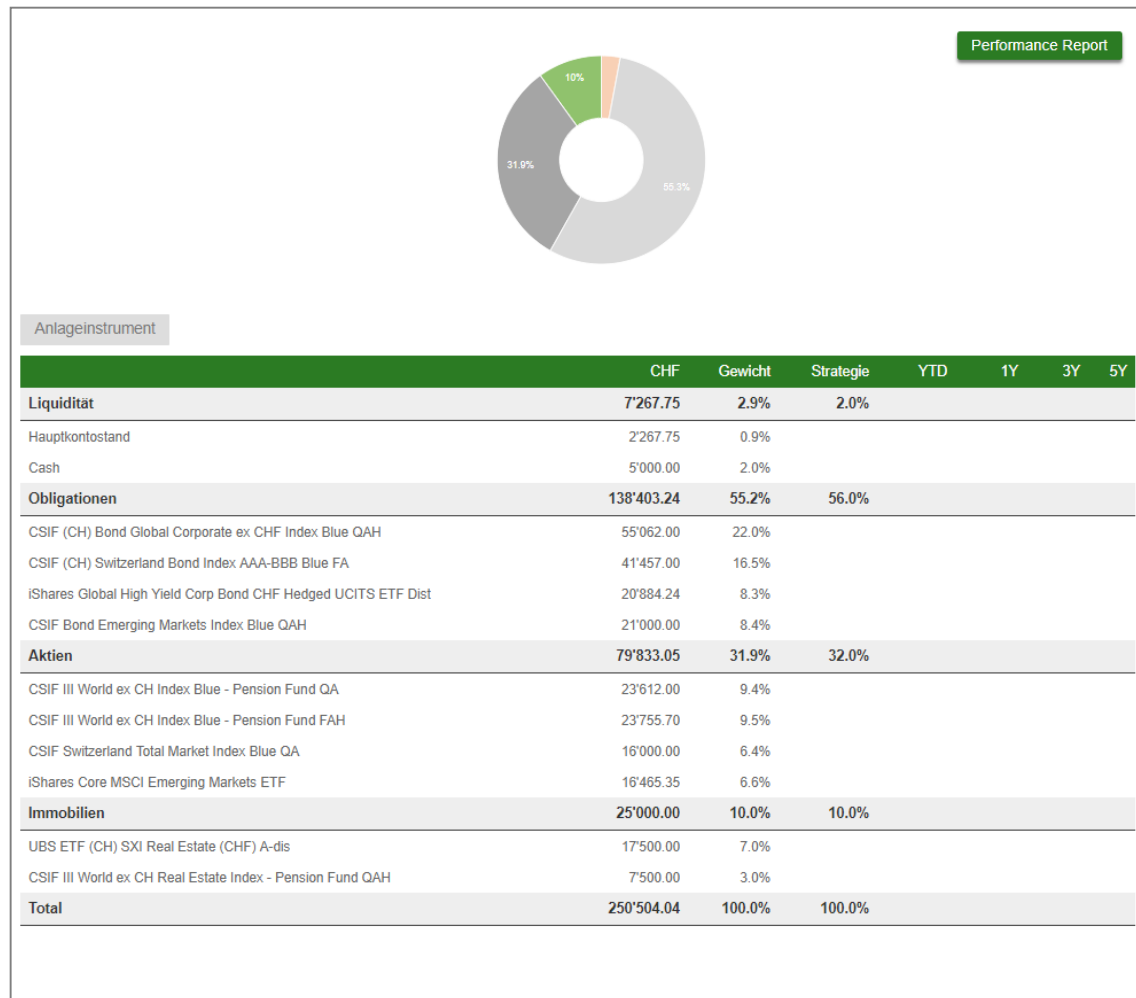 Performance Report
10%
31.9%
55.3%
Anlageinstrument
CHF Gewicht Strategie YTD 1Y 3Y 5Y
Liquidität 7'267.75 2.9% 2.0%
Hauptkontostand 2'267.75 0.9%
Cash 5'000.00 2.0%
Obligationen 138'403.24 55.2% 56.0%
CSIF (CH) Bond Global Corporate ex CHF Index Blue QAH 55'062.00 22.0%
CSIF (CH) Switzerland Bond Index AAA-BBB Blue FA 41'457.00 16.5%
iShares Global High Yield Corp Bond CHF Hedged UCITS ETF Dist 20'884.24 8.3%
CSIF Bond Emerging Markets Index Blue QAH 21'000.00 8.4%
Aktien 79'833.05 31.9% 32.0%
CSIF III World ex CH Index Blue - Pension Fund QA 23'612.00 9.4%
CSIF III World ex CH Index Blue - Pension Fund FAH 23'755.70 9.5%
CSIF Switzerland Total Market Index Blue QA 16'000.00 6.4%
iShares Core MSCI Emerging Markets ETF 16'465.35 6.6%
Immobilien 25'000.00 10.0% 10.0%
UBS ETF (CH) SXI Real Estate (CHF) A-dis 17'500.00 7.0%
CSIF III World ex CH Real Estate Index - Pension Fund QAH 7'500.00 3.0%
Total 250'504.04 100.0% 100.0%